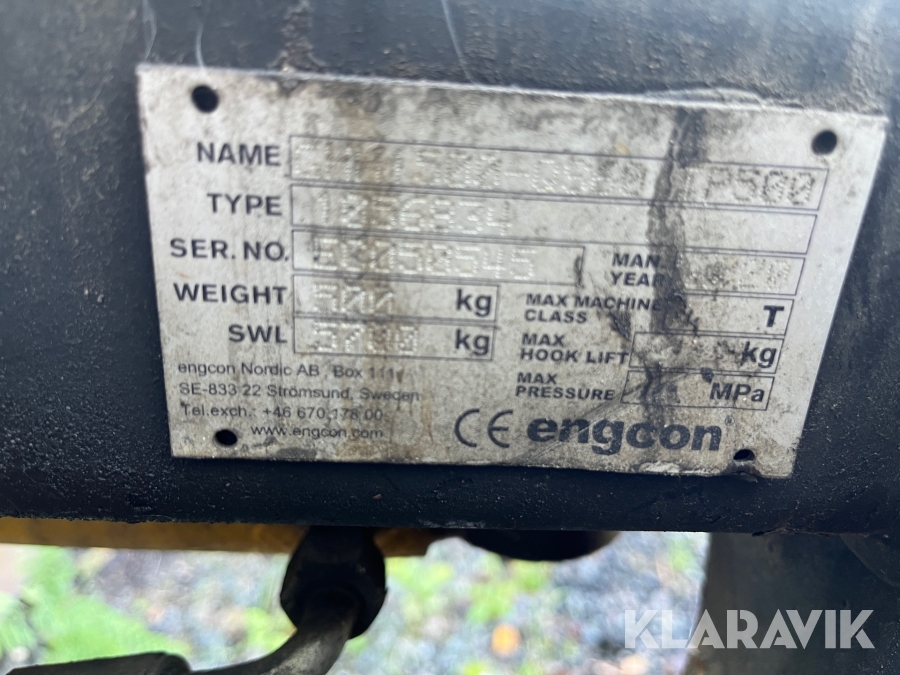 NAME
TYPE
SER. NO.
MAN. YEAR
WEIGHT 500 kg
MAX MACHINE CLASS T
SWL 5700 kg
MAX HOOK LIFT kg
MAX PRESSURE MPa
engcon Nordic AB, Box 111
SE-833 22 Strömsund, Sweden
Tel.exch. +46 670 178 00
www.engcon.com
CE engcon
KLARAVIK